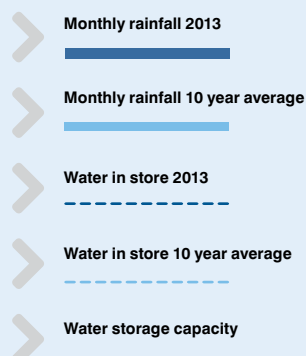 Monthly rainfall 2013
Monthly rainfall 10 year average
Water in store 2013
Water in store 10 year average
Water storage capacity